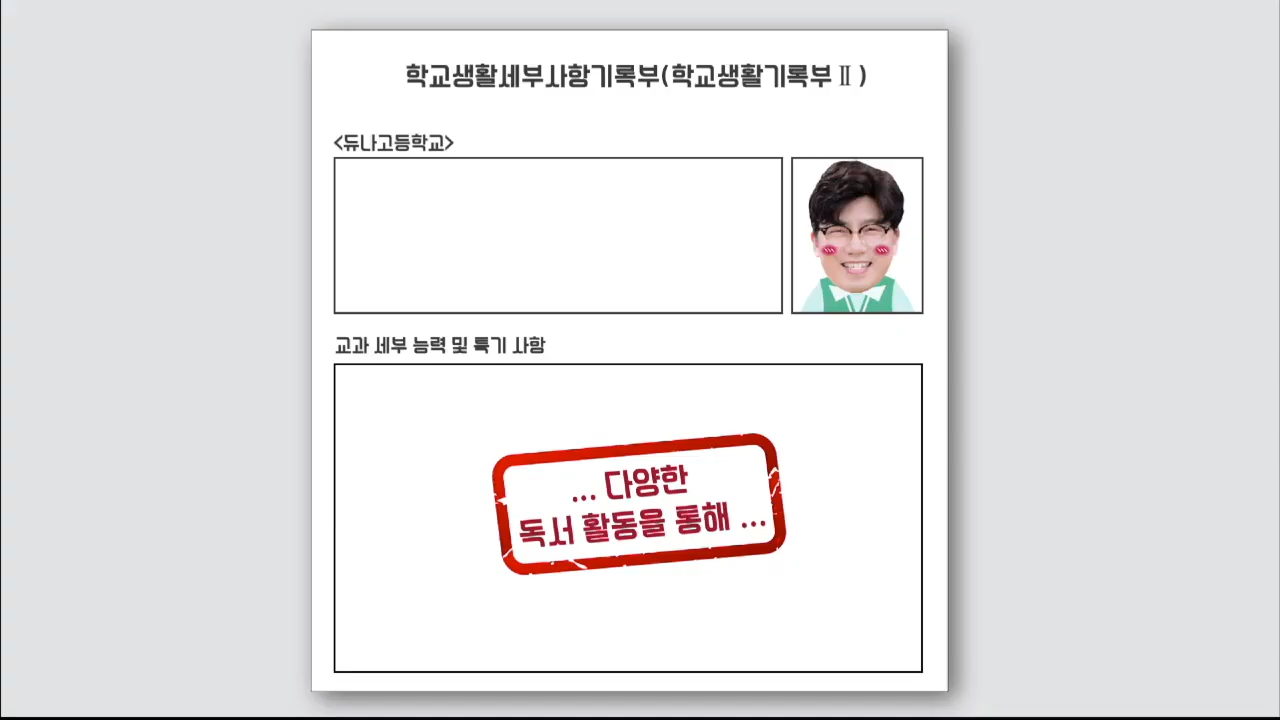 학교생활세부사항기록부(학교생활기록부Ⅱ)
<듀나고등학교>
교과 세부 능력 및 특기 사항
... 다양한
독서 활동을 통해 ...